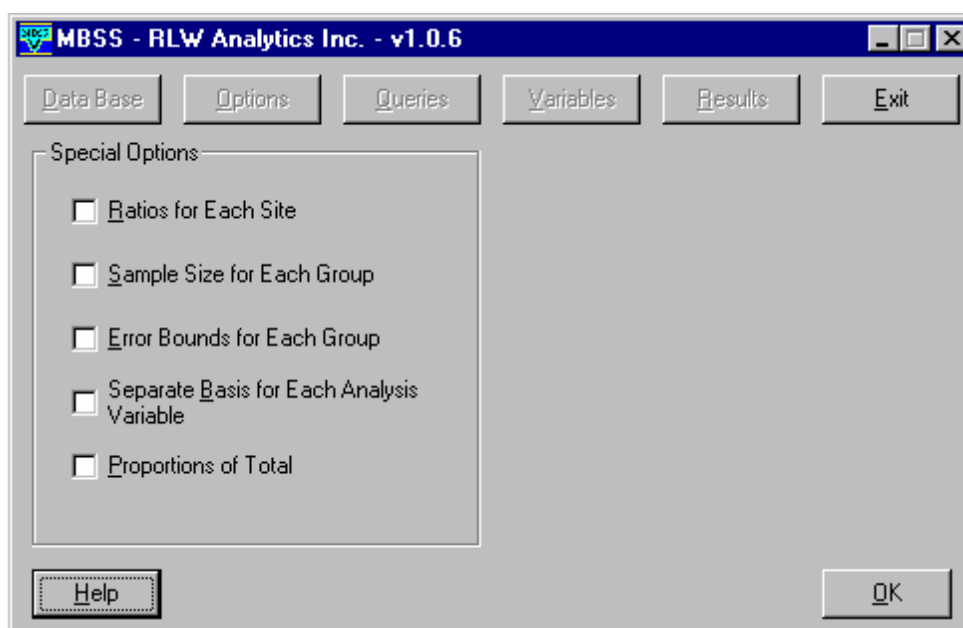 MBSS - RLW Analytics Inc. - v1.0.6
Data Base Options Queries Variables Results Exit
Special Options
Ratios for Each Site
Sample Size for Each Group
Error Bounds for Each Group
Separate Basis for Each Analysis
Variable
Proportions of Total
Help OK